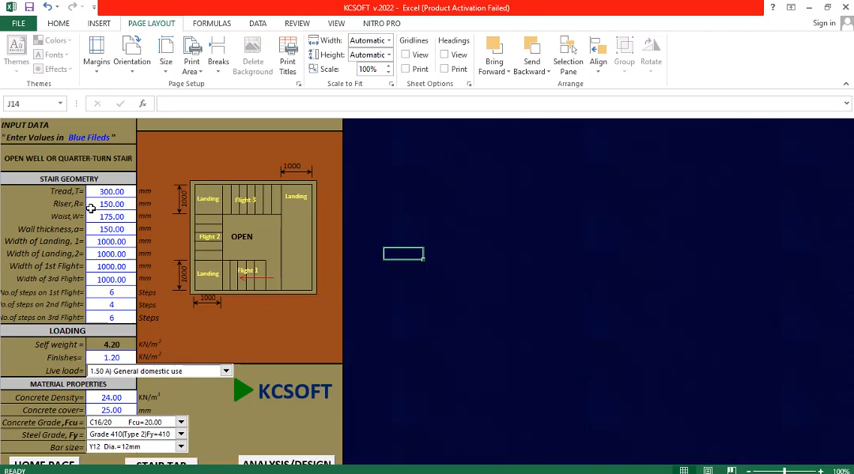 KCSOFT v.2022 - Excel (Product Activation Failed)
FILE HOME INSERT PAGE LAYOUT FORMULAS DATA REVIEW VIEW NITRO PRO Sign in
Themes
Colors
Fonts
Effects
Margins
Orientation
Size
Print Area
Breaks
Delete Background
Print Titles
Width: Automatic
Height: Automatic
Scale: 100%
Gridlines
View
Print
Headings
View
Print
Bring Forward
Send Backward
Selection Pane
Align
Group
Rotate
Themes Page Setup Scale to Fit Sheet Options Arrange
J14
INPUT DATA
" Enter Values in Blue Fileds "
OPEN WELL OR QUARTER-TURN STAIR
STAIR GEOMETRY
Tread,T= 300.00 mm
Riser,R= 150.00 mm
Waist,W= 175.00 mm
Wall thickness,a= 150.00 mm
Width of Landing, 1= 1000.00 mm
Width of Landing,2= 1000.00 mm
Width of 1st Flight= 1000.00 mm
Width of 3rd Flight= 1000.00 mm
No.of steps on 1st Flight= 6 Steps
No.of steps on 2nd Flight= 4 Steps
No.of steps on 3rd Flight= 6 Steps
LOADING
Self weight = 4.20 KN/m²
Finishes= 1.20 KN/m²
Live load= 1.50 A) General domestic use
MATERIAL PROPERTIES
Concrete Density= 24.00 KN/m³
Concrete cover= 25.00 mm
Concrete Grade,Fcu= C16/20 Fcu=20.00
Steel Grade, Fy= Grade 410(Type 2)Fy=410
Bar size= Y12 Dia.=12mm
HOME PAGE STAIR TAB ANALYSIS/DESIGN
1000
1000
Landing
Flight 3
Landing
Flight 2
OPEN
1000
Landing
Flight 1
1000
KCSOFT
READY 100%